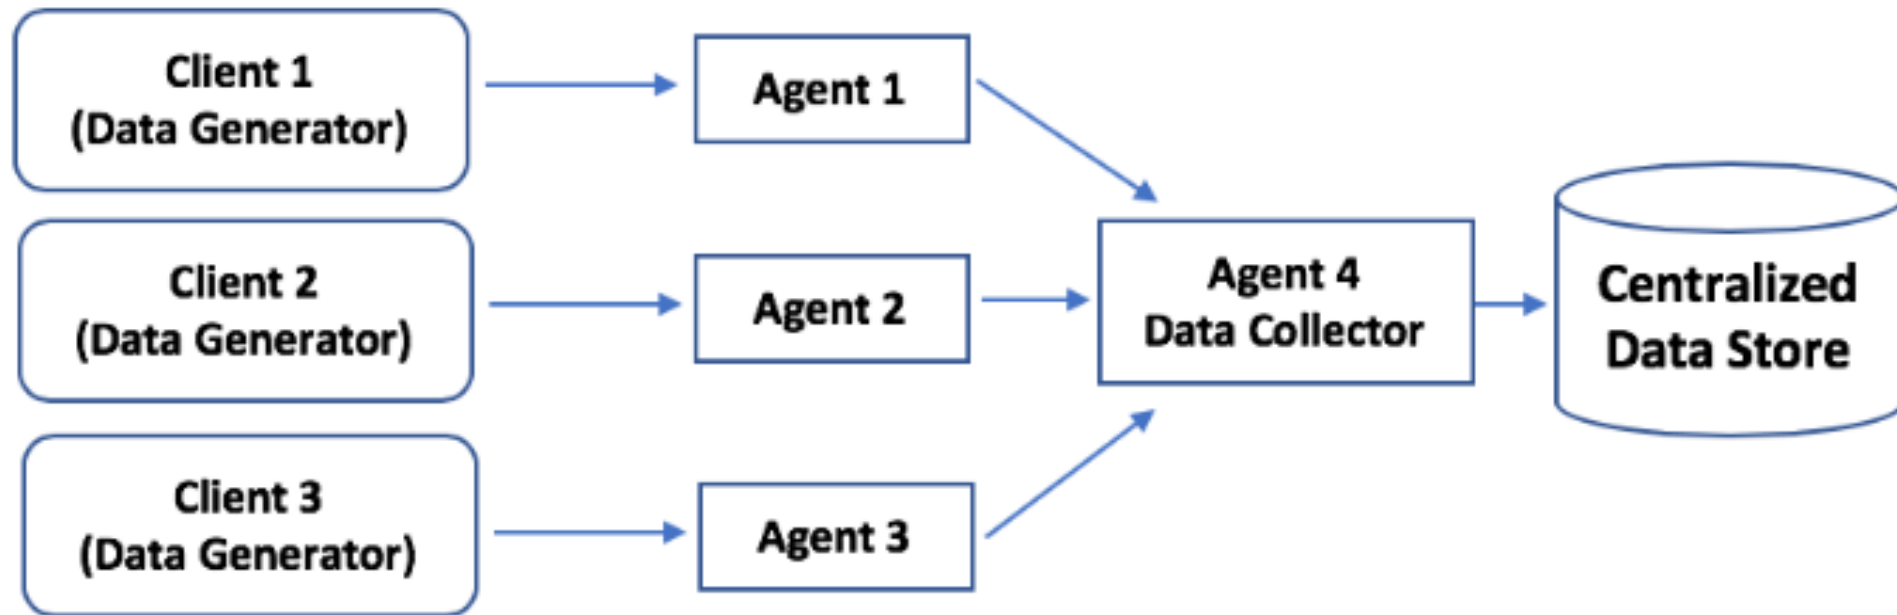 Client 1
(Data Generator)
Agent 1
Client 2
(Data Generator)
Agent 2
Agent 4
Data Collector
Centralized
Data Store
Client 3
(Data Generator)
Agent 3